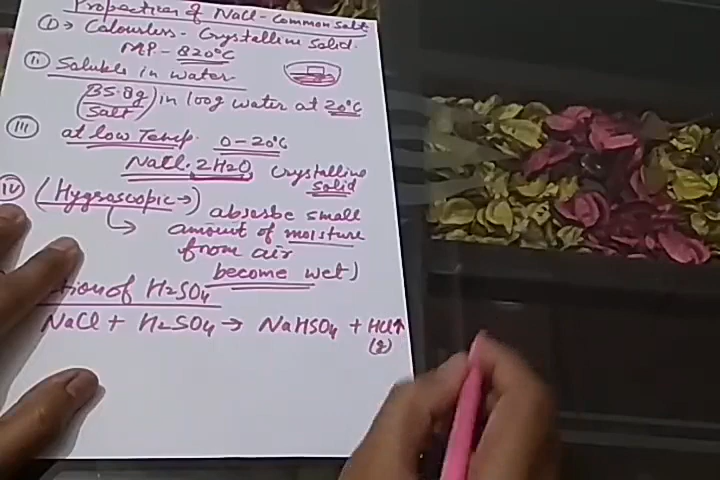 Properties of NaCl - Common salt
(i) → Colourless - Crystalline Solid.
MP - 820°C
(ii) Soluble in water
(35.8g / Salt) in 100g water at 20°C
(iii) at low Temp. 0-20°C
NaCl.2H2O Crystalline Solid
(iv) (Hygroscopic →) absorbe small
amount of moisture
from air
become wet)
tion of H2SO4
NaCl + H2SO4 → NaHSO4 + HCl↑
(g)